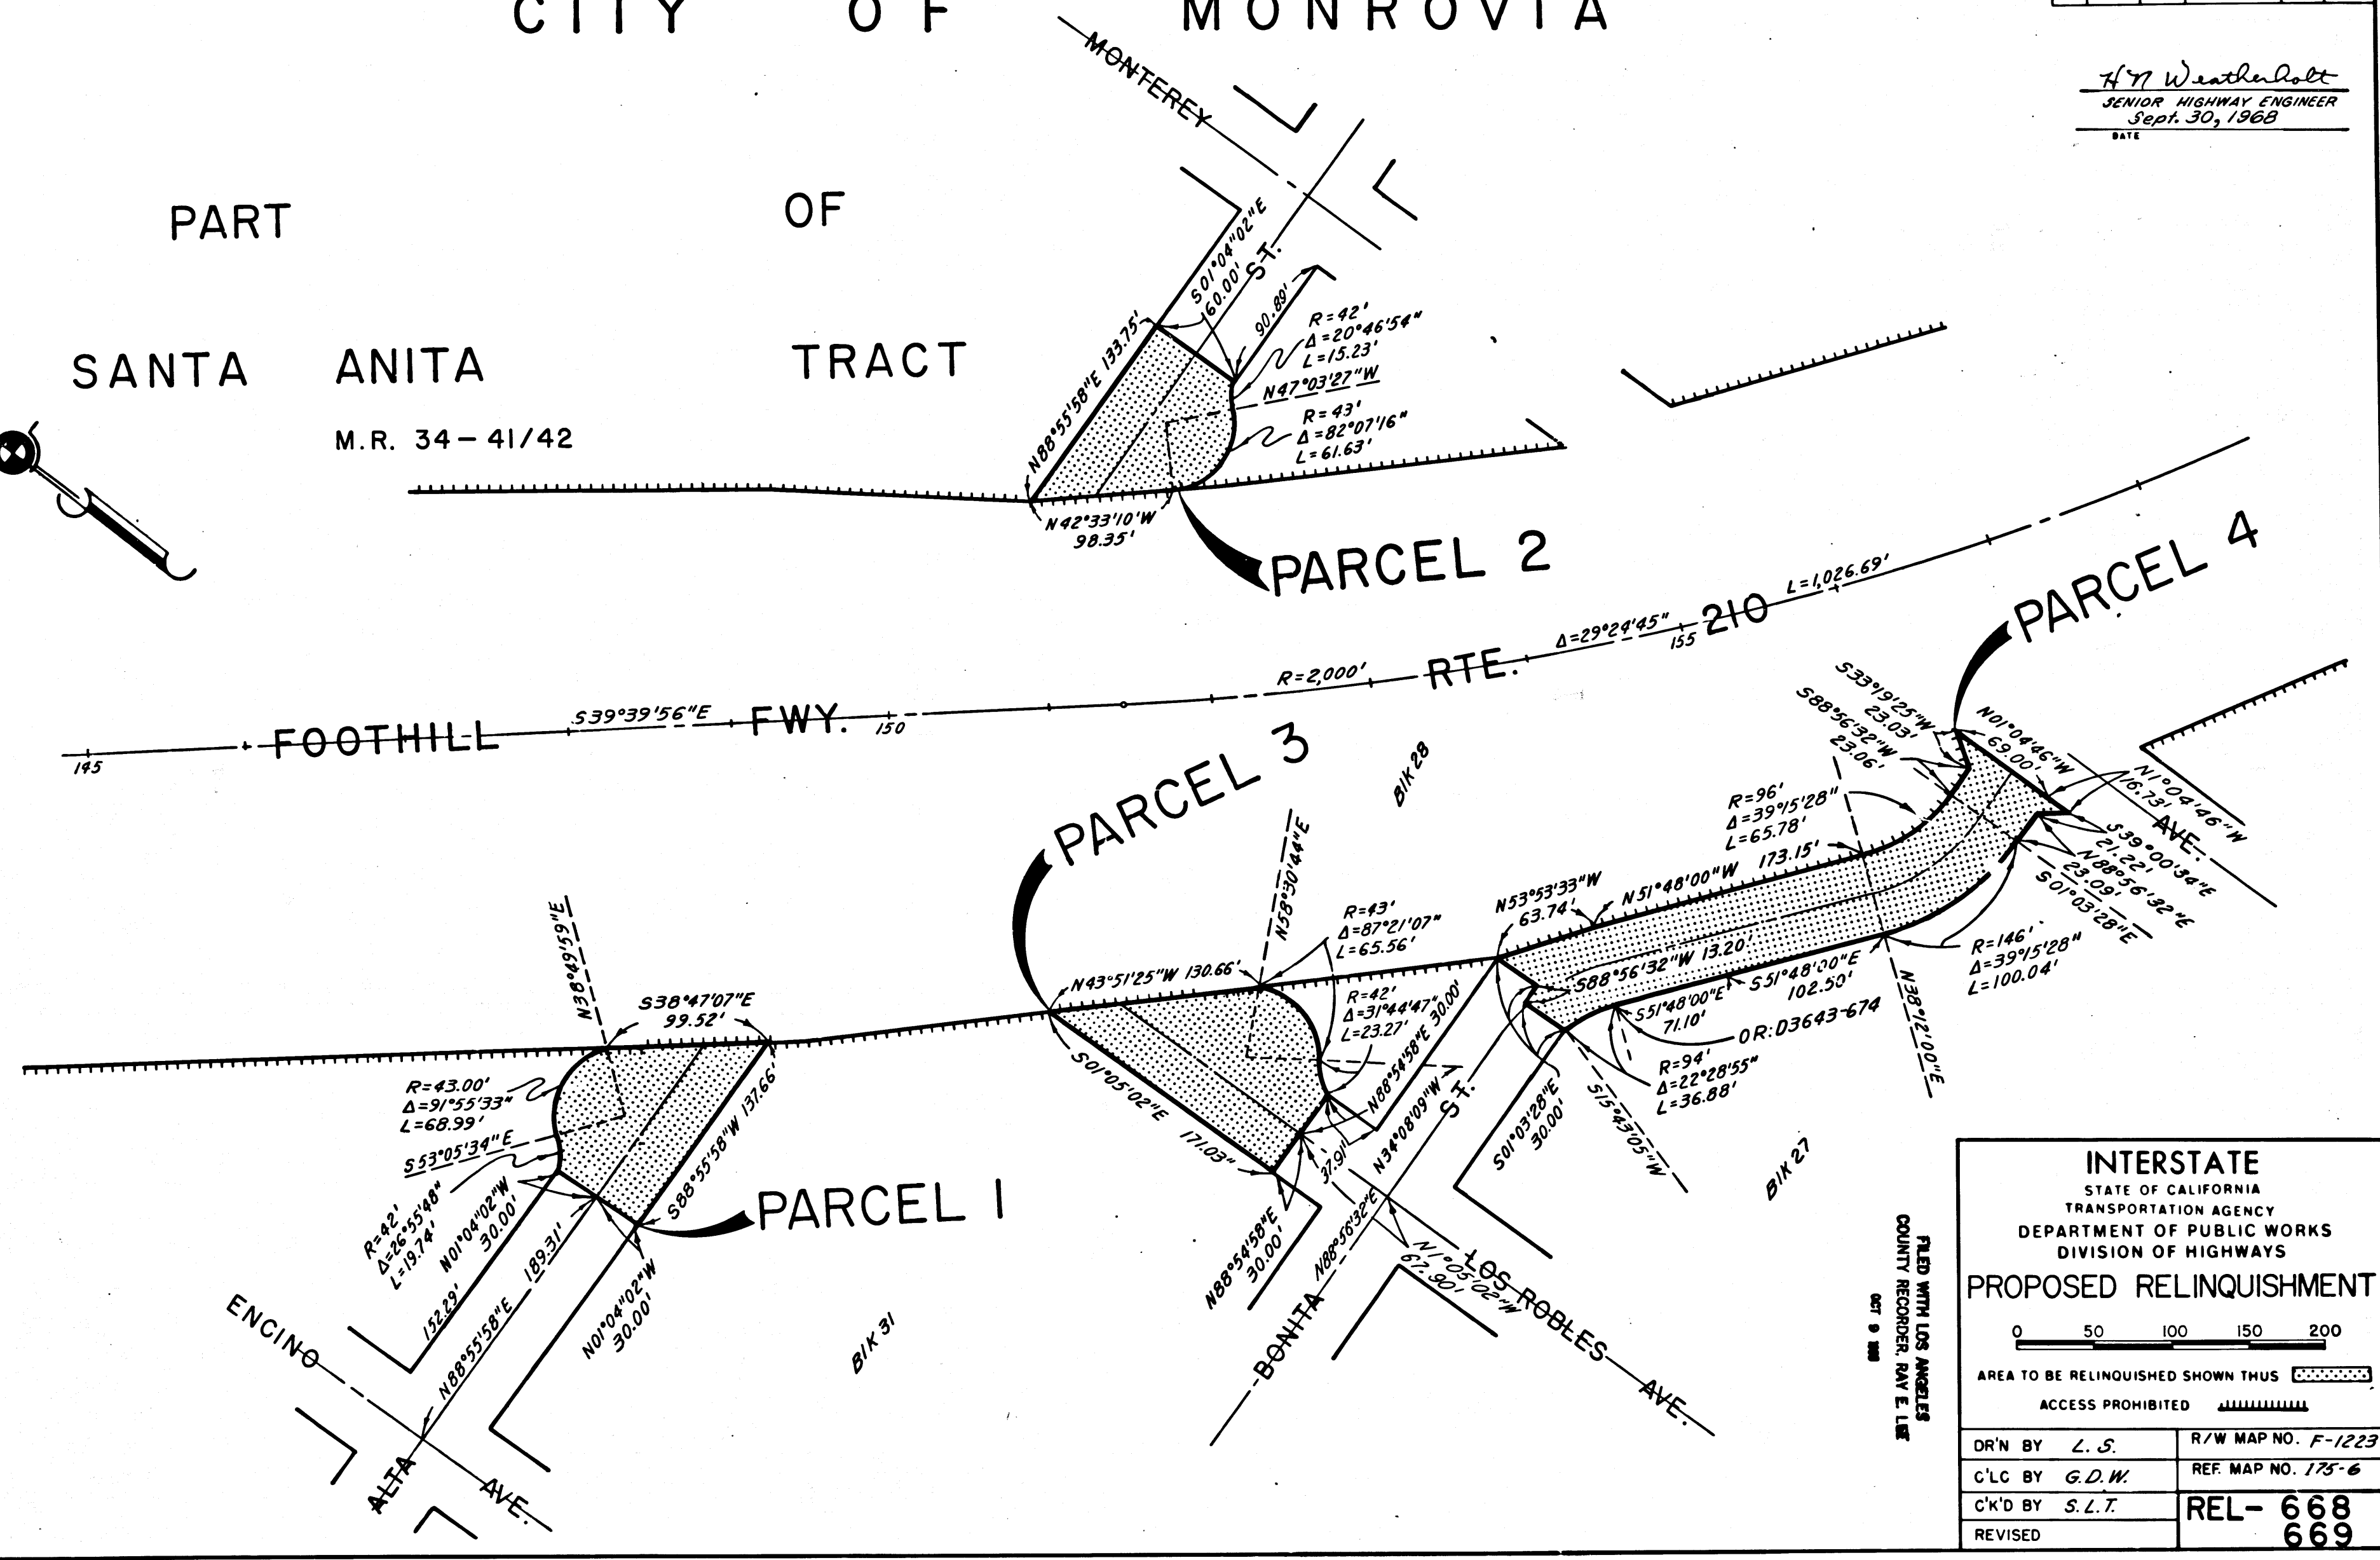 CITY OF MONROVIA
H N Weatherholt
SENIOR HIGHWAY ENGINEER
Sept. 30, 1968
DATE
PART OF
SANTA ANITA TRACT
M.R. 34-41/42
MONTEREY
ST.
S01°04'02"E
60.00'
90.89'
R=42'
Δ=20°46'54"
L=15.23'
N47°03'27"W
R=43'
Δ=82°07'16"
L=61.63'
N88°55'58"E 133.75'
N42°33'10"W
98.35'
PARCEL 2
145
FOOTHILL
S39°39'56"E
FWY.
150
R=2,000'
RTE.
Δ=29°24'45"
155
210
L=1,026.69'
PARCEL 4
S33°19'25"W
23.03'
S88°56'32"W
23.06'
N01°04'46"W
69.00'
N1°04'46"W
16.73'
AVE.
S39°00'34"E
21.22'
N88°56'32"E
23.09'
S01°03'28"E
R=96'
Δ=39°15'28"
L=65.78'
N51°48'00"W 173.15'
N53°53'33"W
63.74'
S88°56'32"W 13.20'
S51°48'00"E
102.50'
S51°48'00"E
71.10'
OR:D3643-674
R=146'
Δ=39°15'28"
L=100.04'
N38°12'00"E
R=94'
Δ=22°28'55"
L=36.88'
S15°43'05"W
S01°03'28"E
30.00'
Blk 28
Blk 27
PARCEL 3
N58°30'44"E
R=43'
Δ=87°21'07"
L=65.56'
N43°51'25"W 130.66'
R=42'
Δ=31°44'47"
L=23.27'
N88°54'58"E 30.00'
N34°08'09"W
S01°05'02"E
171.03"
37.91'
N88°54'58"E
30.00'
N88°56'32"E
N1°05'02"W
67.90'
BONITA ST.
LOS ROBLES AVE.
N38°49'59"E
S38°47'07"E
99.52'
R=43.00'
Δ=91°55'33"
L=68.99'
S53°05'34"E
R=42'
Δ=26°55'48"
L=19.74'
N01°04'02"W
30.00'
S88°55'58"W 137.66'
PARCEL 1
152.29'
189.31'
N88°55'58"E
N01°04'02"W
30.00'
ENCINO AVE.
ALTA
Blk 31
FILED WITH LOS ANGELES
COUNTY RECORDER, RAY E. LEE
OCT 9
INTERSTATE
STATE OF CALIFORNIA
TRANSPORTATION AGENCY
DEPARTMENT OF PUBLIC WORKS
DIVISION OF HIGHWAYS
PROPOSED RELINQUISHMENT
0 50 100 150 200
AREA TO BE RELINQUISHED SHOWN THUS
ACCESS PROHIBITED
DR'N BY L.S.
R/W MAP NO. F-1223
C'LC BY G.D.W.
REF. MAP NO. 175-6
C'K'D BY S.L.T.
REL- 668
669
REVISED